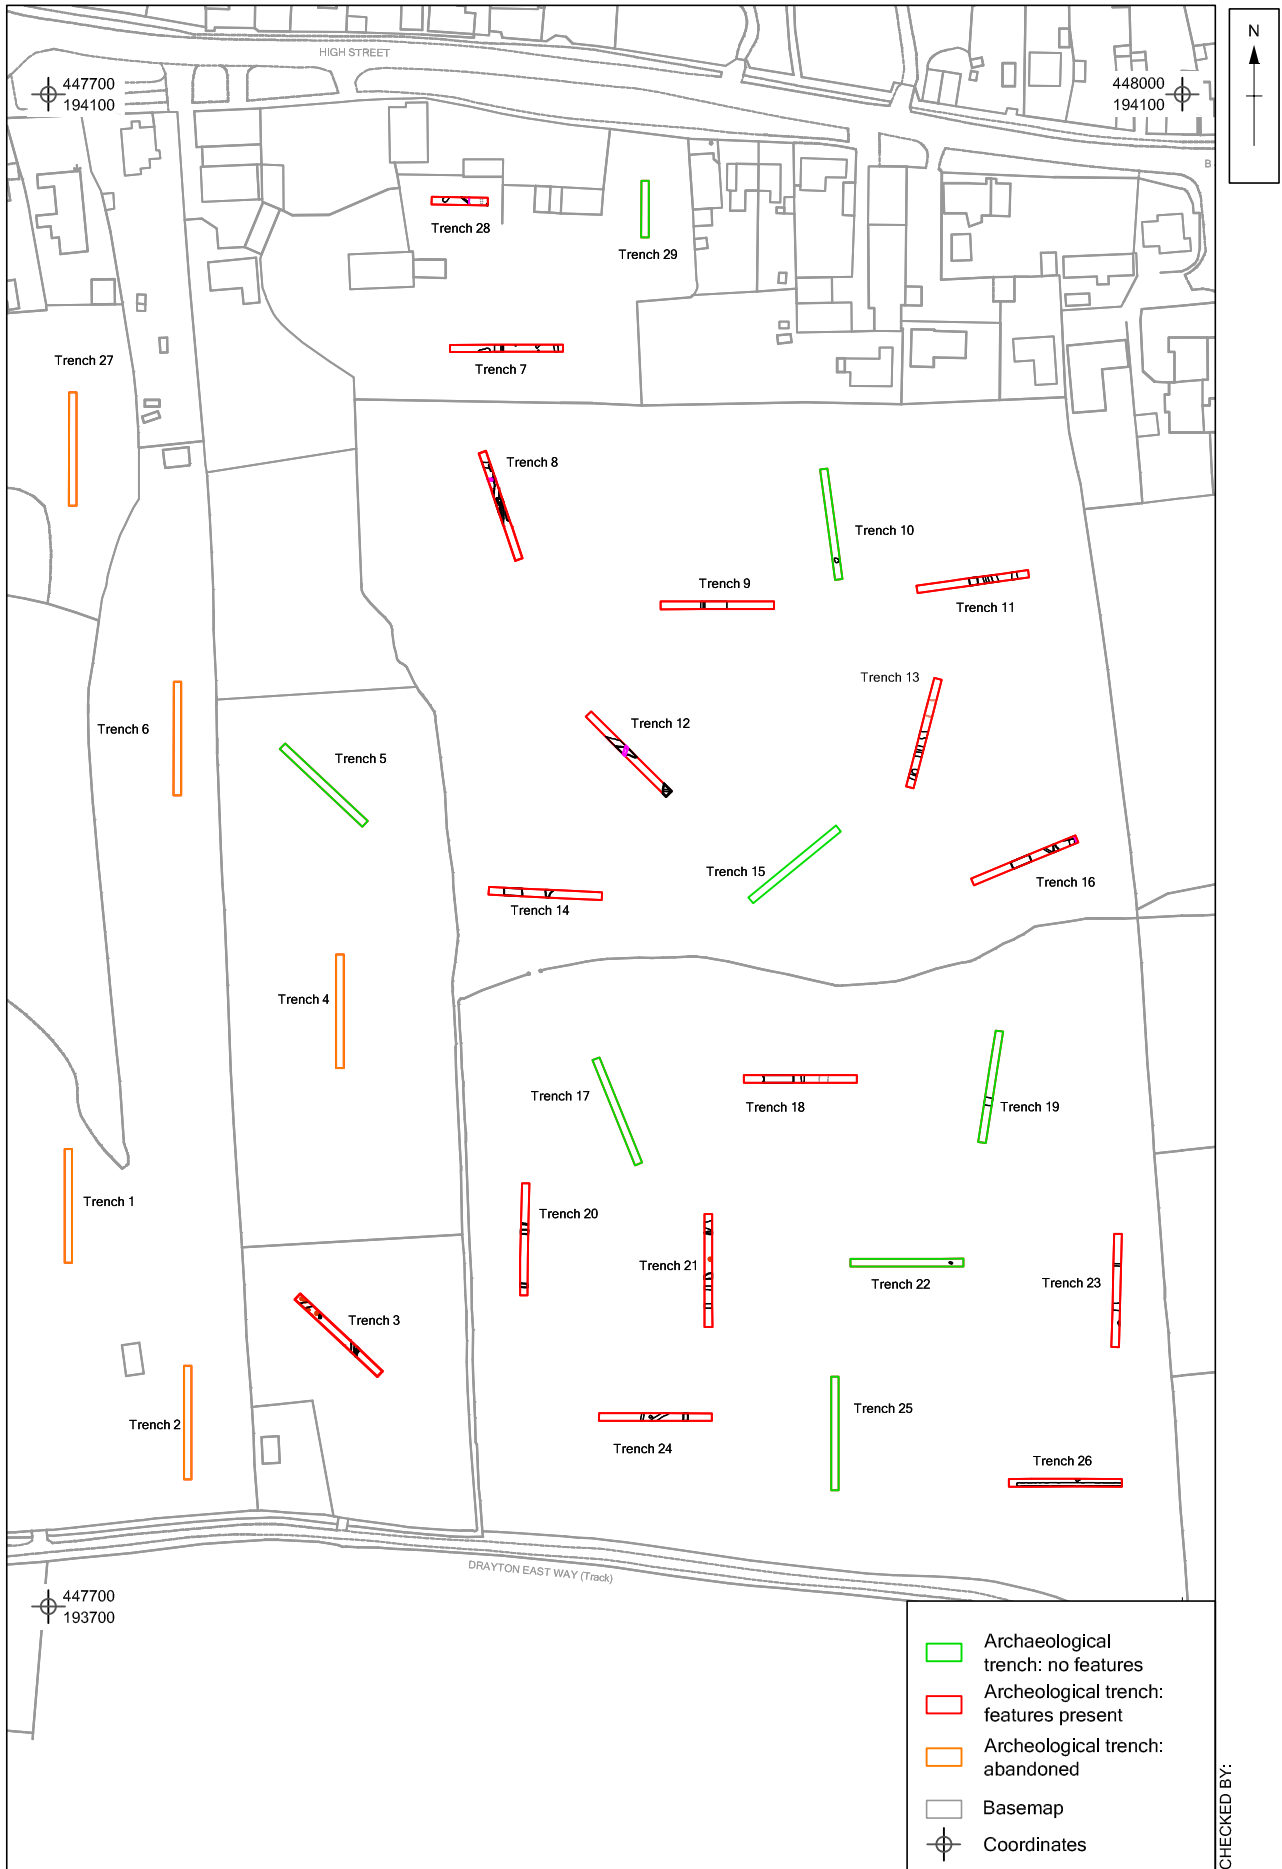 HIGH STREET
N
447700
194100
448000
194100
B
Trench 28
Trench 29
Trench 27
Trench 7
Trench 8
Trench 10
Trench 9
Trench 11
Trench 13
Trench 6
Trench 12
Trench 5
Trench 15
Trench 16
Trench 14
Trench 4
Trench 17
Trench 18
Trench 19
Trench 1
Trench 20
Trench 21
Trench 22
Trench 23
Trench 3
Trench 2
Trench 25
Trench 24
Trench 26
DRAYTON EAST WAY (Track)
447700
193700
Archaeological
trench: no features
Archeological trench:
features present
Archeological trench:
abandoned
Basemap
Coordinates
CHECKED BY: